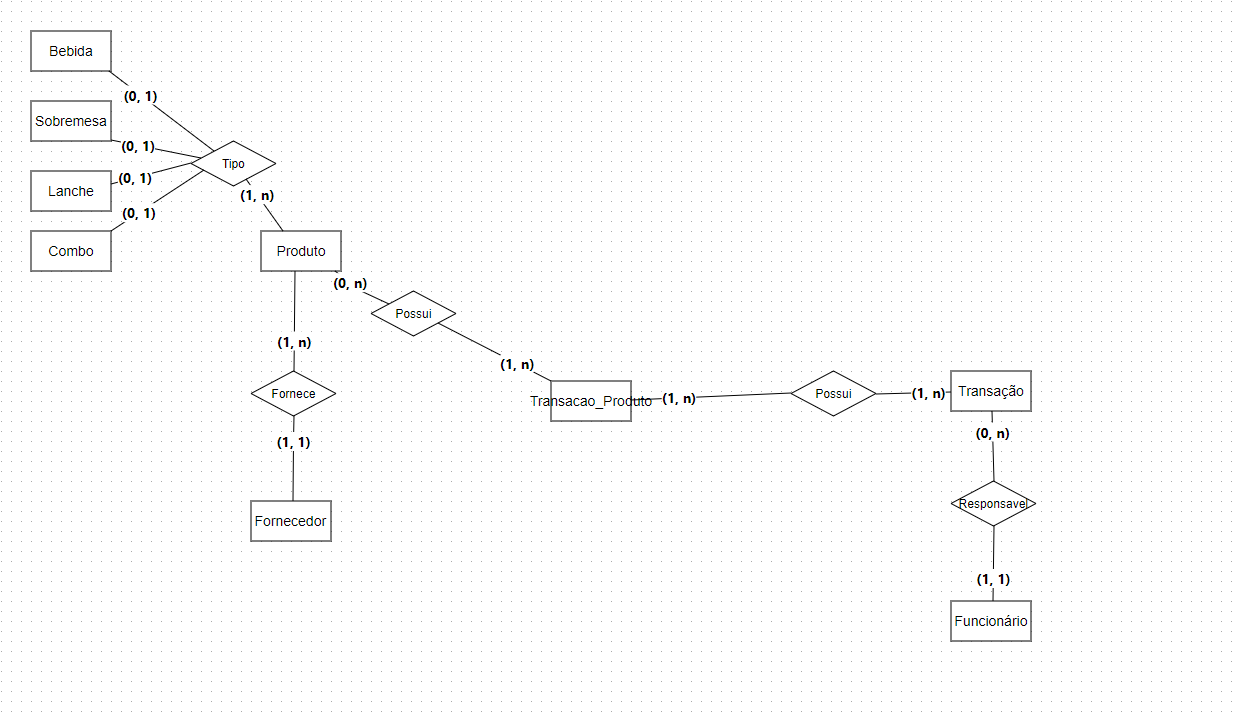 Bebida
(0, 1)
Sobremesa
(0, 1)
Tipo
Lanche
(0, 1)
(1, n)
(0, 1)
Combo
Produto
(0, n)
Possui
(1, n)
(1, n)
Fornece
Transacao_Produto
(1, n)
Possui
(1, n)
Transação
(1, 1)
(0, n)
Fornecedor
Responsavel
(1, 1)
Funcionário